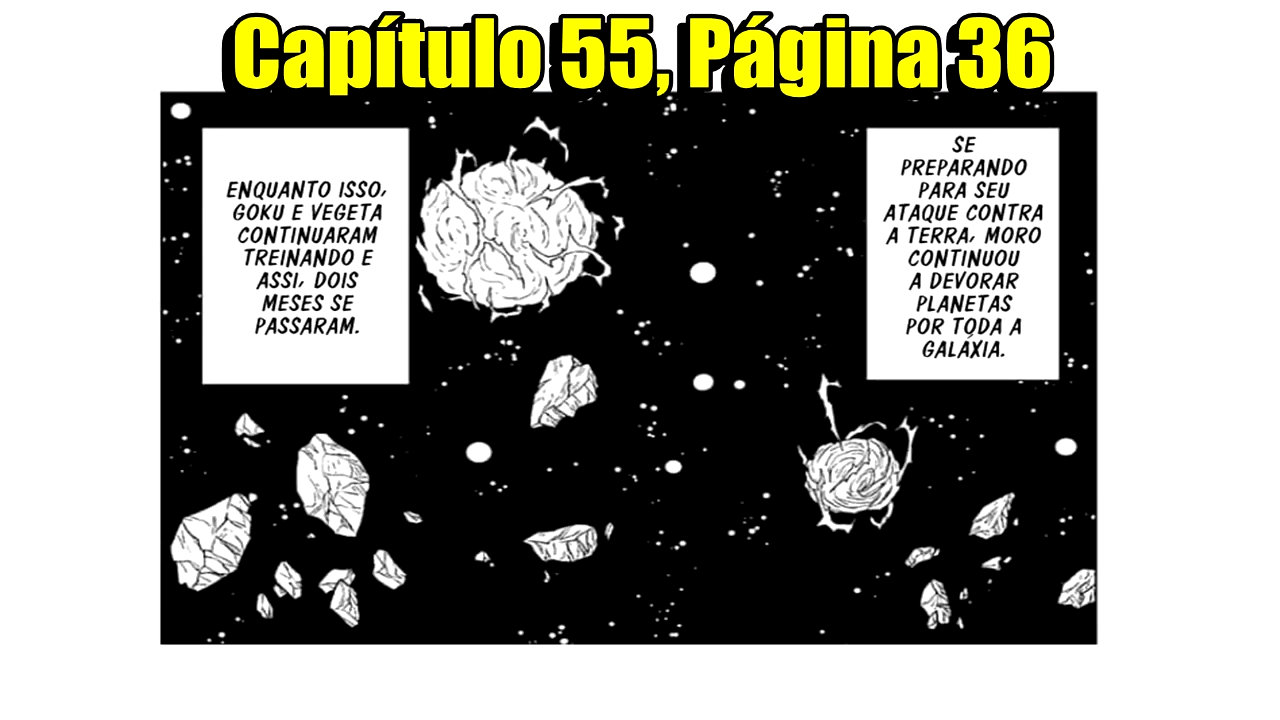 Capítulo 55, Página 36
ENQUANTO ISSO,
GOKU E VEGETA
CONTINUARAM
TREINANDO E
ASSI, DOIS
MESES SE
PASSARAM.
SE
PREPARANDO
PARA SEU
ATAQUE CONTRA
A TERRA, MORO
CONTINUOU
A DEVORAR
PLANETAS
POR TODA A
GALÁXIA.